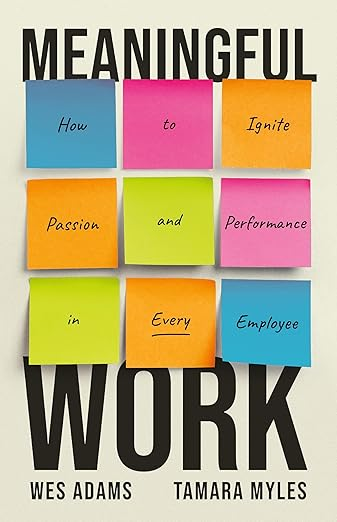 MEANINGFUL
How to Ignite
Passion and Performance
in Every Employee
WORK
WES ADAMS TAMARA MYLES